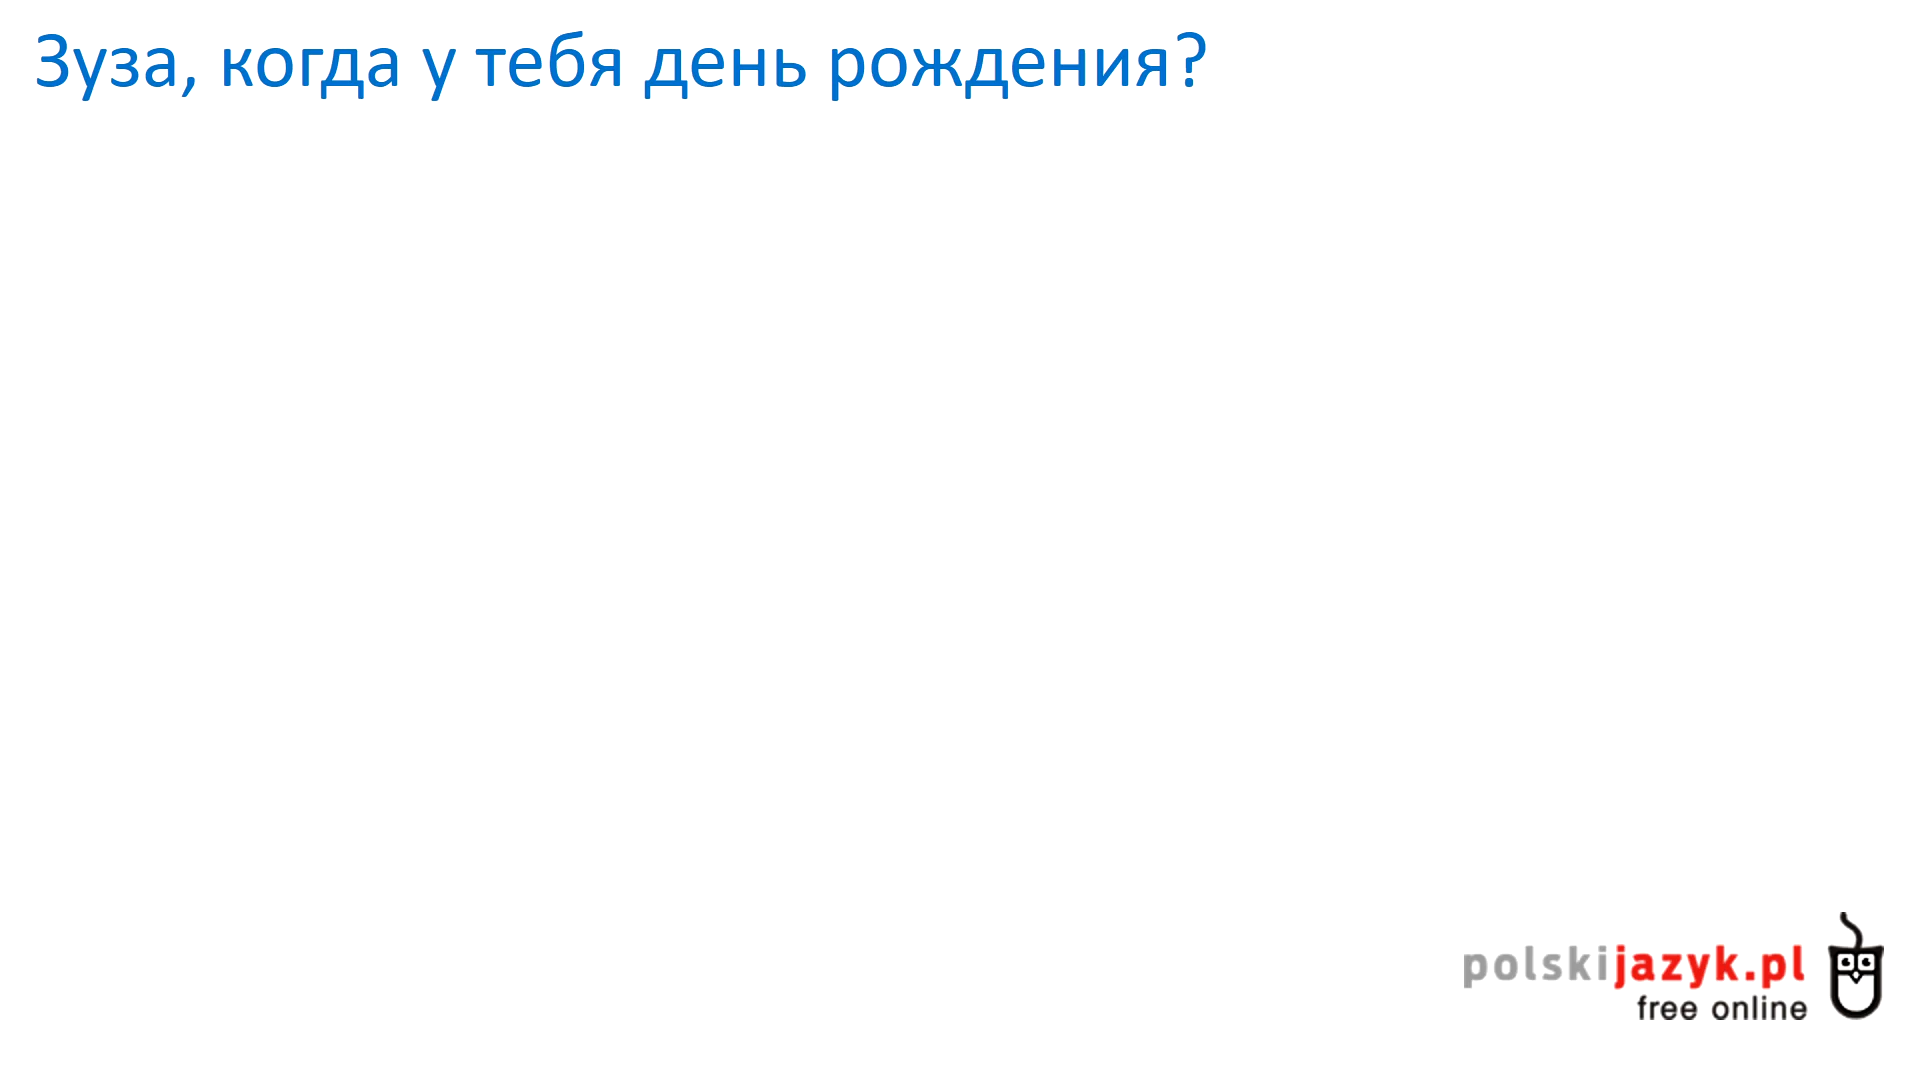 Зуза, когда у тебя день рождения?
polskijazyk.pl
free online